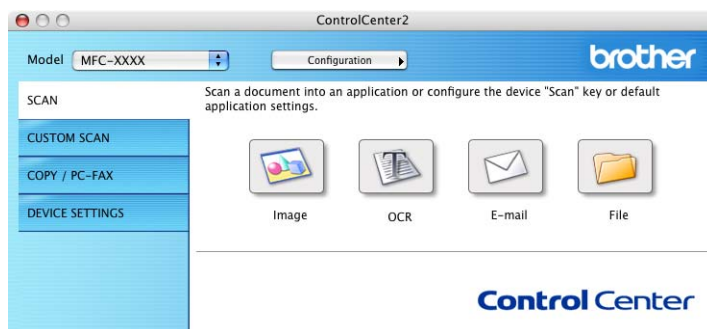 ControlCenter2
Model MFC-XXXX Configuration brother
SCAN
Scan a document into an application or configure the device "Scan" key or default
application settings.
CUSTOM SCAN
COPY / PC-FAX
DEVICE SETTINGS
Image OCR E-mail File
Control Center